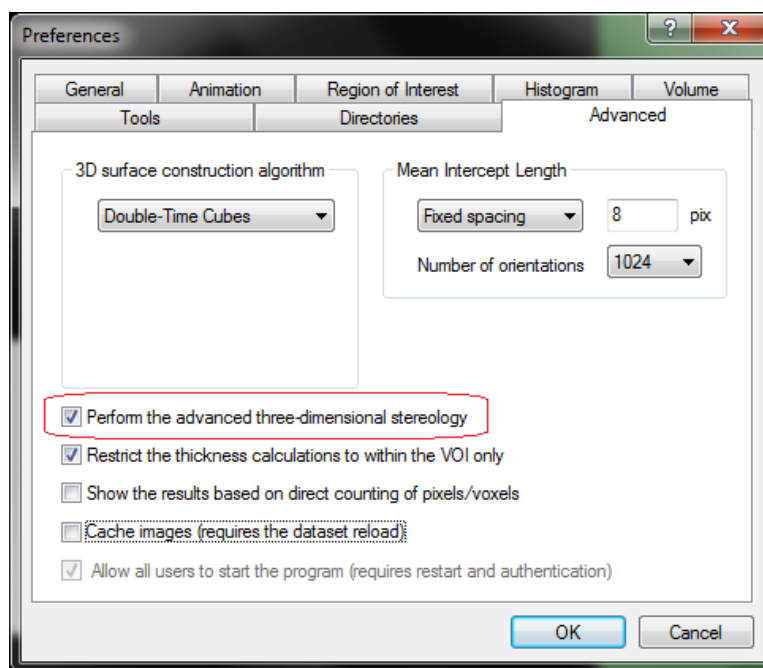 Preferences
General Animation Region of Interest Histogram Volume
Tools Directories Advanced
3D surface construction algorithm Mean Intercept Length
Double-Time Cubes Fixed spacing 8 pix
Number of orientations 1024
Perform the advanced three-dimensional stereology
Restrict the thickness calculations to within the VOI only
Show the results based on direct counting of pixels/voxels
Cache images (requires the dataset reload)
Allow all users to start the program (requires restart and authentication)
OK Cancel